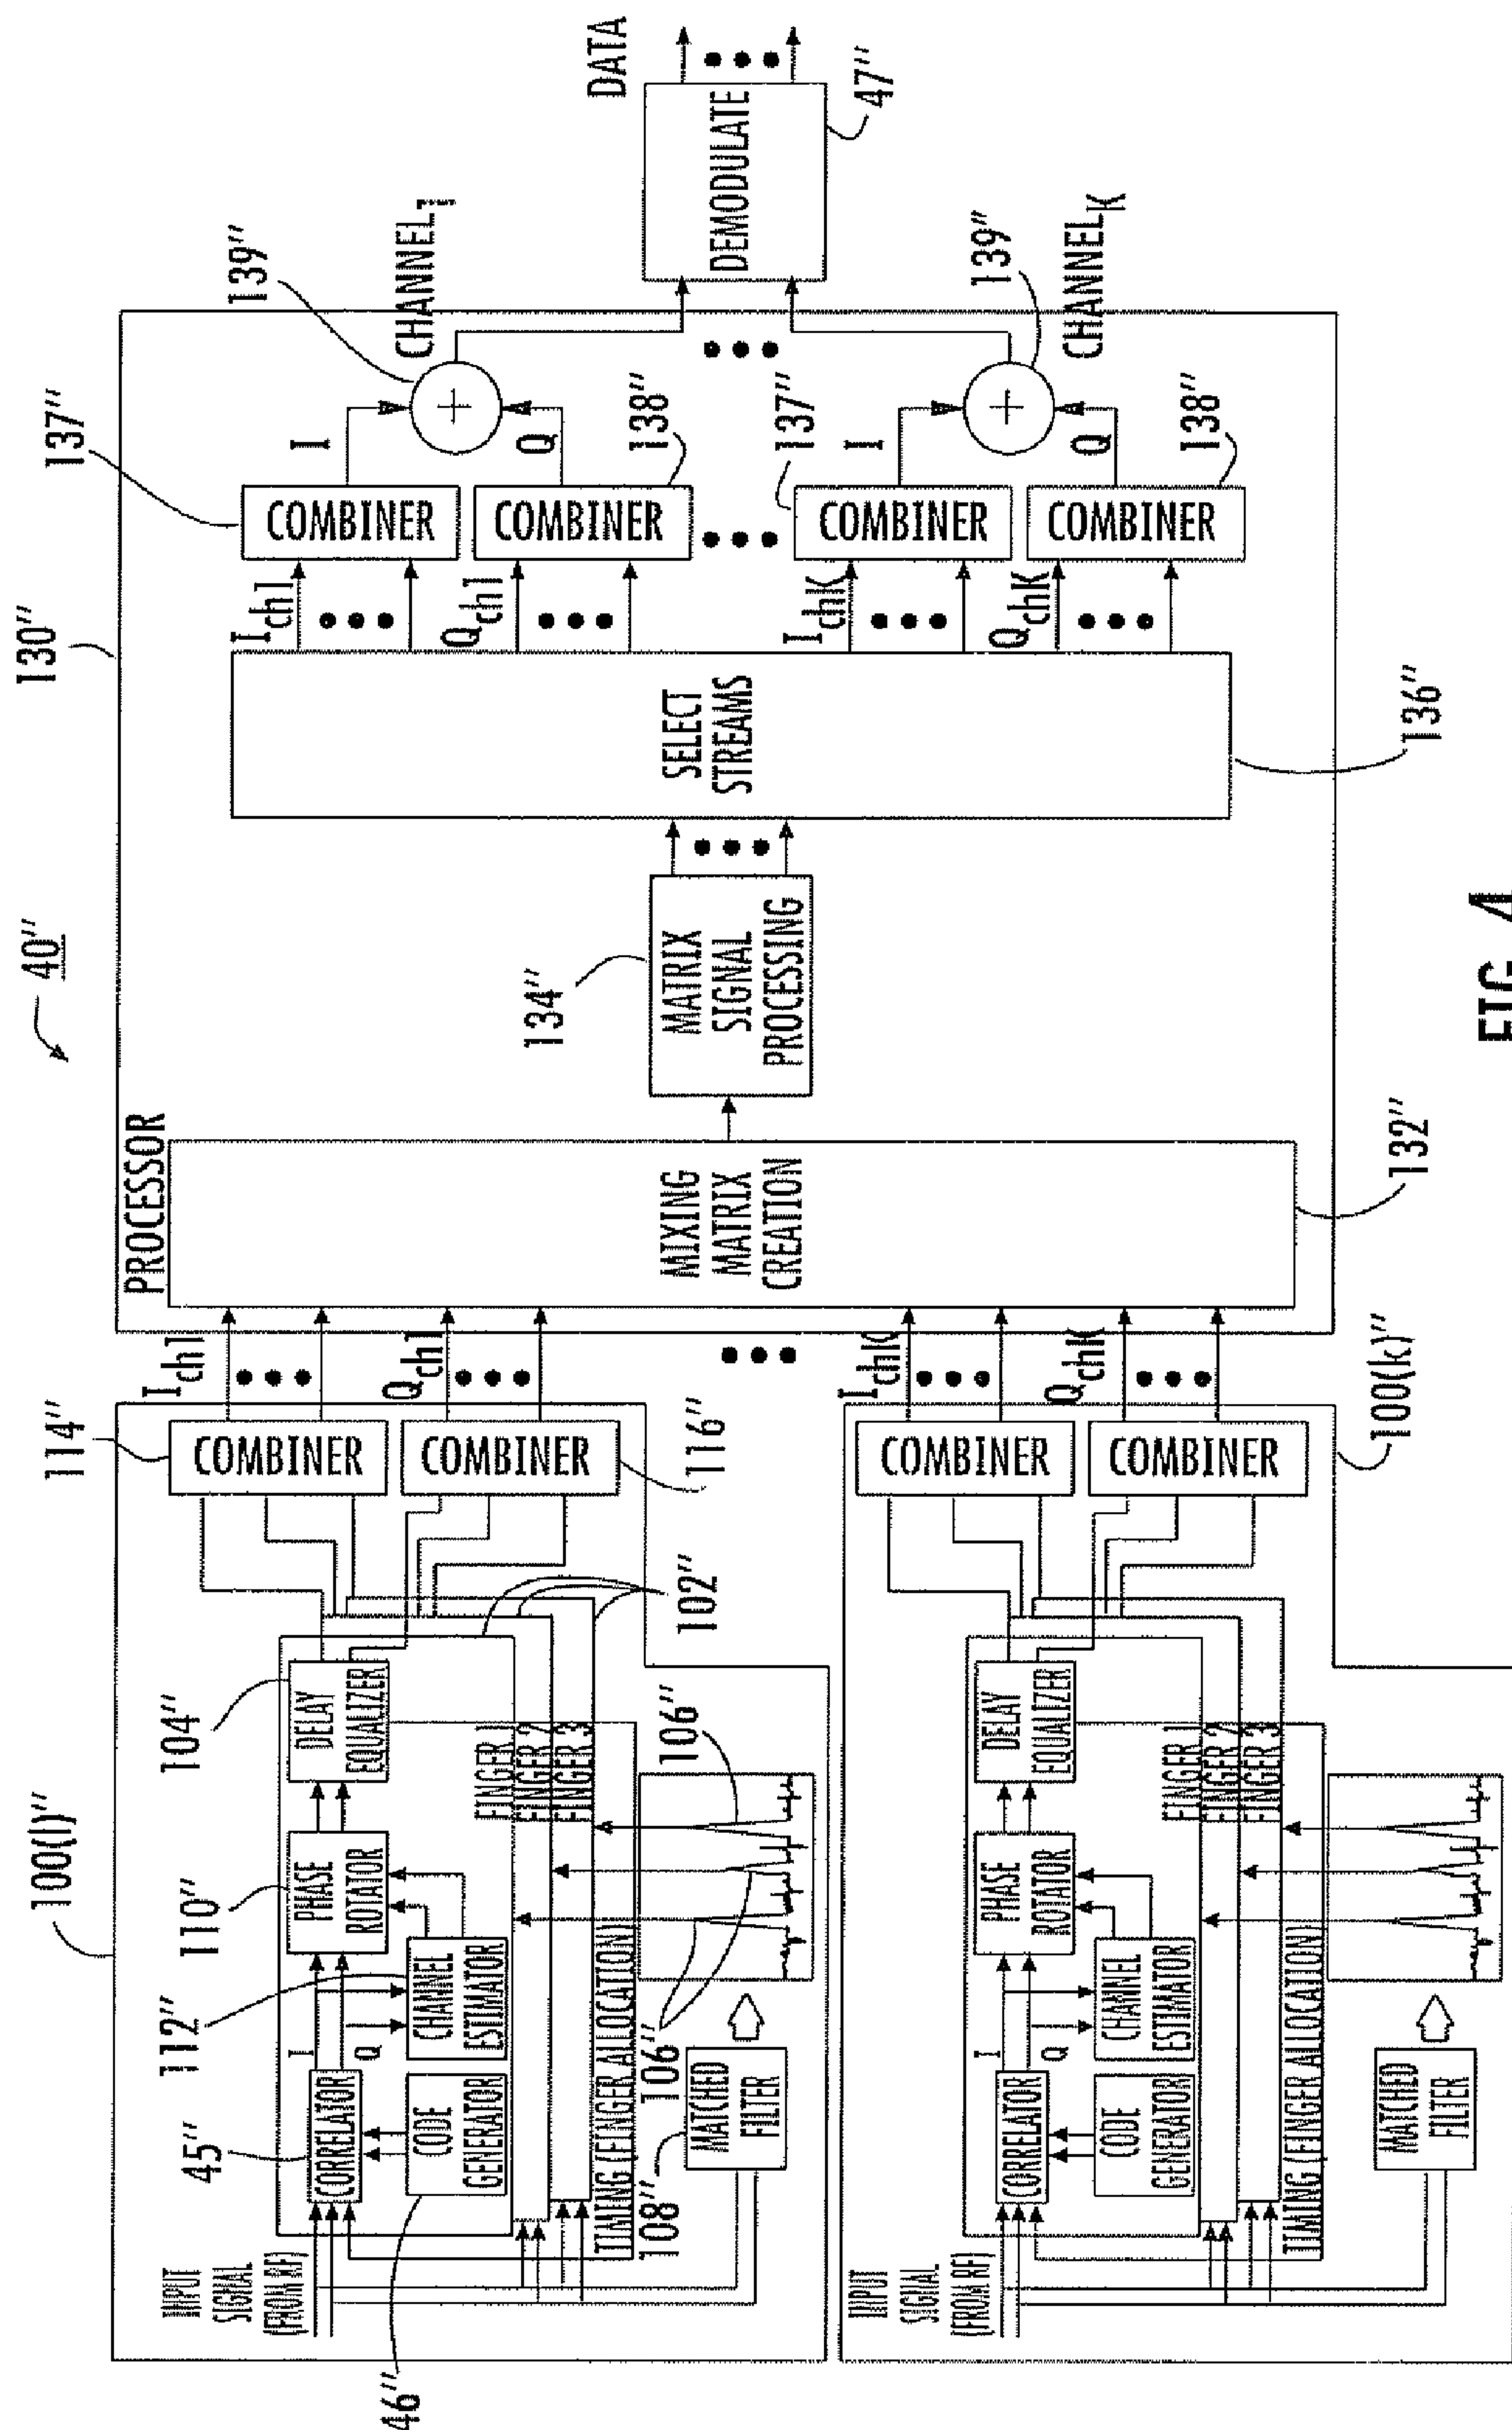 40"
100(l)"
INPUT
SIGNAL
(FROM RF)
45"
CORRELATOR
46"
CODE
GENERATOR
I
Q
112"
CHANNEL
ESTIMATOR
110"
PHASE
ROTATOR
104"
DELAY
EQUALIZER
FINGER 1
FINGER 2
FINGER 3
102"
TIMING (FINGER ALLOCATION)
108"
MATCHED
FILTER
106"
106"
114"
COMBINER
COMBINER
116"
Ich1
Qch1
INPUT
SIGNAL
(FROM RF)
CORRELATOR
CODE
GENERATOR
I
Q
CHANNEL
ESTIMATOR
PHASE
ROTATOR
DELAY
EQUALIZER
FINGER 1
FINGER 2
FINGER 3
TIMING (FINGER ALLOCATION)
MATCHED
FILTER
COMBINER
COMBINER
100(k)"
IchK
QchK
130"
PROCESSOR
MIXING
MATRIX
CREATION
132"
134"
MATRIX
SIGNAL
PROCESSING
SELECT
STREAMS
136"
Ich1
Qch1
IchK
QchK
137"
COMBINER
COMBINER
138"
I
Q
139"
CHANNEL1
137"
COMBINER
COMBINER
138"
I
Q
139"
CHANNELK
DEMODULATE
47"
DATA
FIG. 4